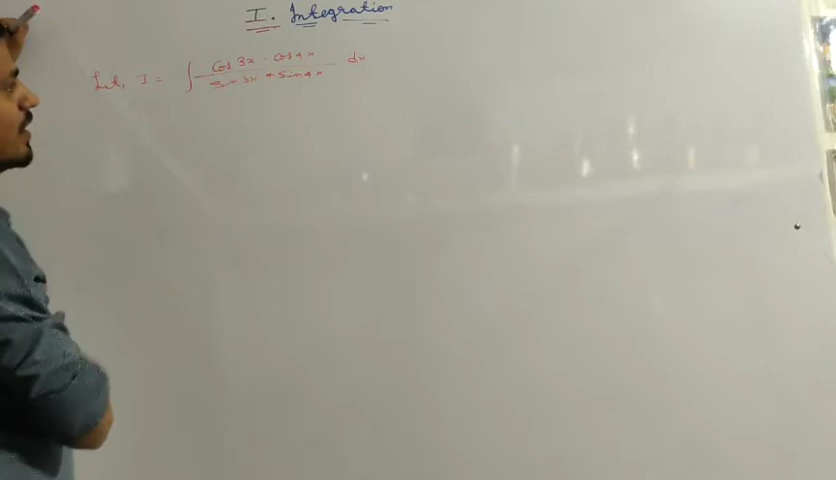 I. Integration
Let, I = ∫ (Cos 3x - Cos 4x)/(Sin 3x + Sin 4x) dx